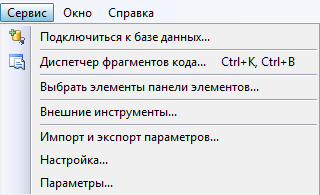 Сервис Окно Справка
Подключиться к базе данных...
Диспетчер фрагментов кода... Ctrl+K, Ctrl+B
Выбрать элементы панели элементов...
Внешние инструменты...
Импорт и экспорт параметров...
Настройка...
Параметры...